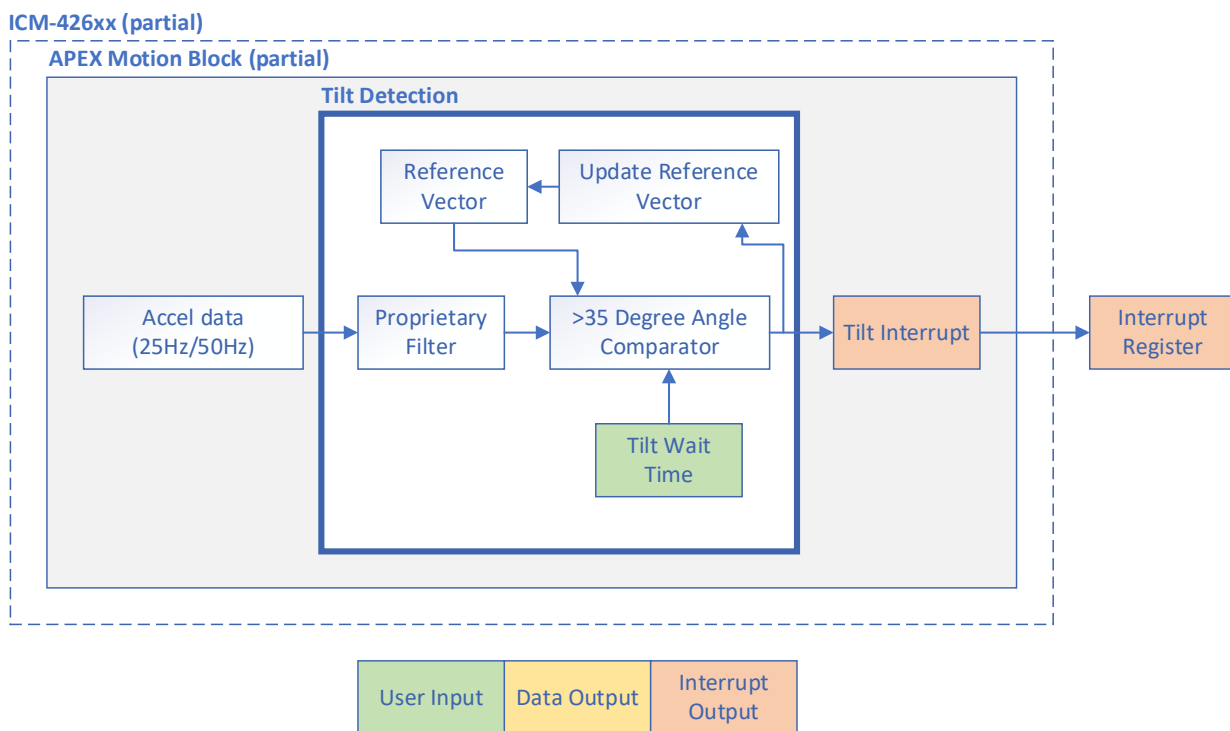 ICM-426xx (partial)
APEX Motion Block (partial)
Tilt Detection
Reference
Vector
Update Reference
Vector
Accel data
(25Hz/50Hz)
Proprietary
Filter
>35 Degree Angle
Comparator
Tilt Interrupt
Interrupt
Register
Tilt Wait
Time
User Input
Data Output
Interrupt
Output